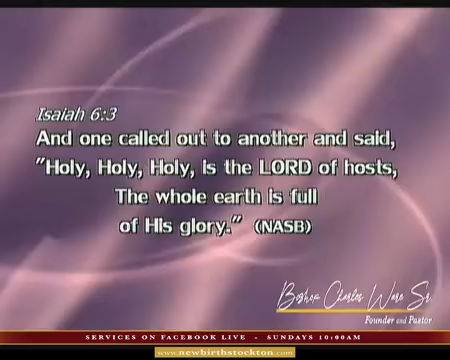 Isaiah 6:3
And one called out to another and said,
"Holy, Holy, Holy, is the LORD of hosts,
The whole earth is full
of His glory." (NASB)
Bishop Charles Ware Sr.
Founder and Pastor
SERVICES ON FACEBOOK LIVE - SUNDAYS 10:00AM
www.newbirthstockton.com